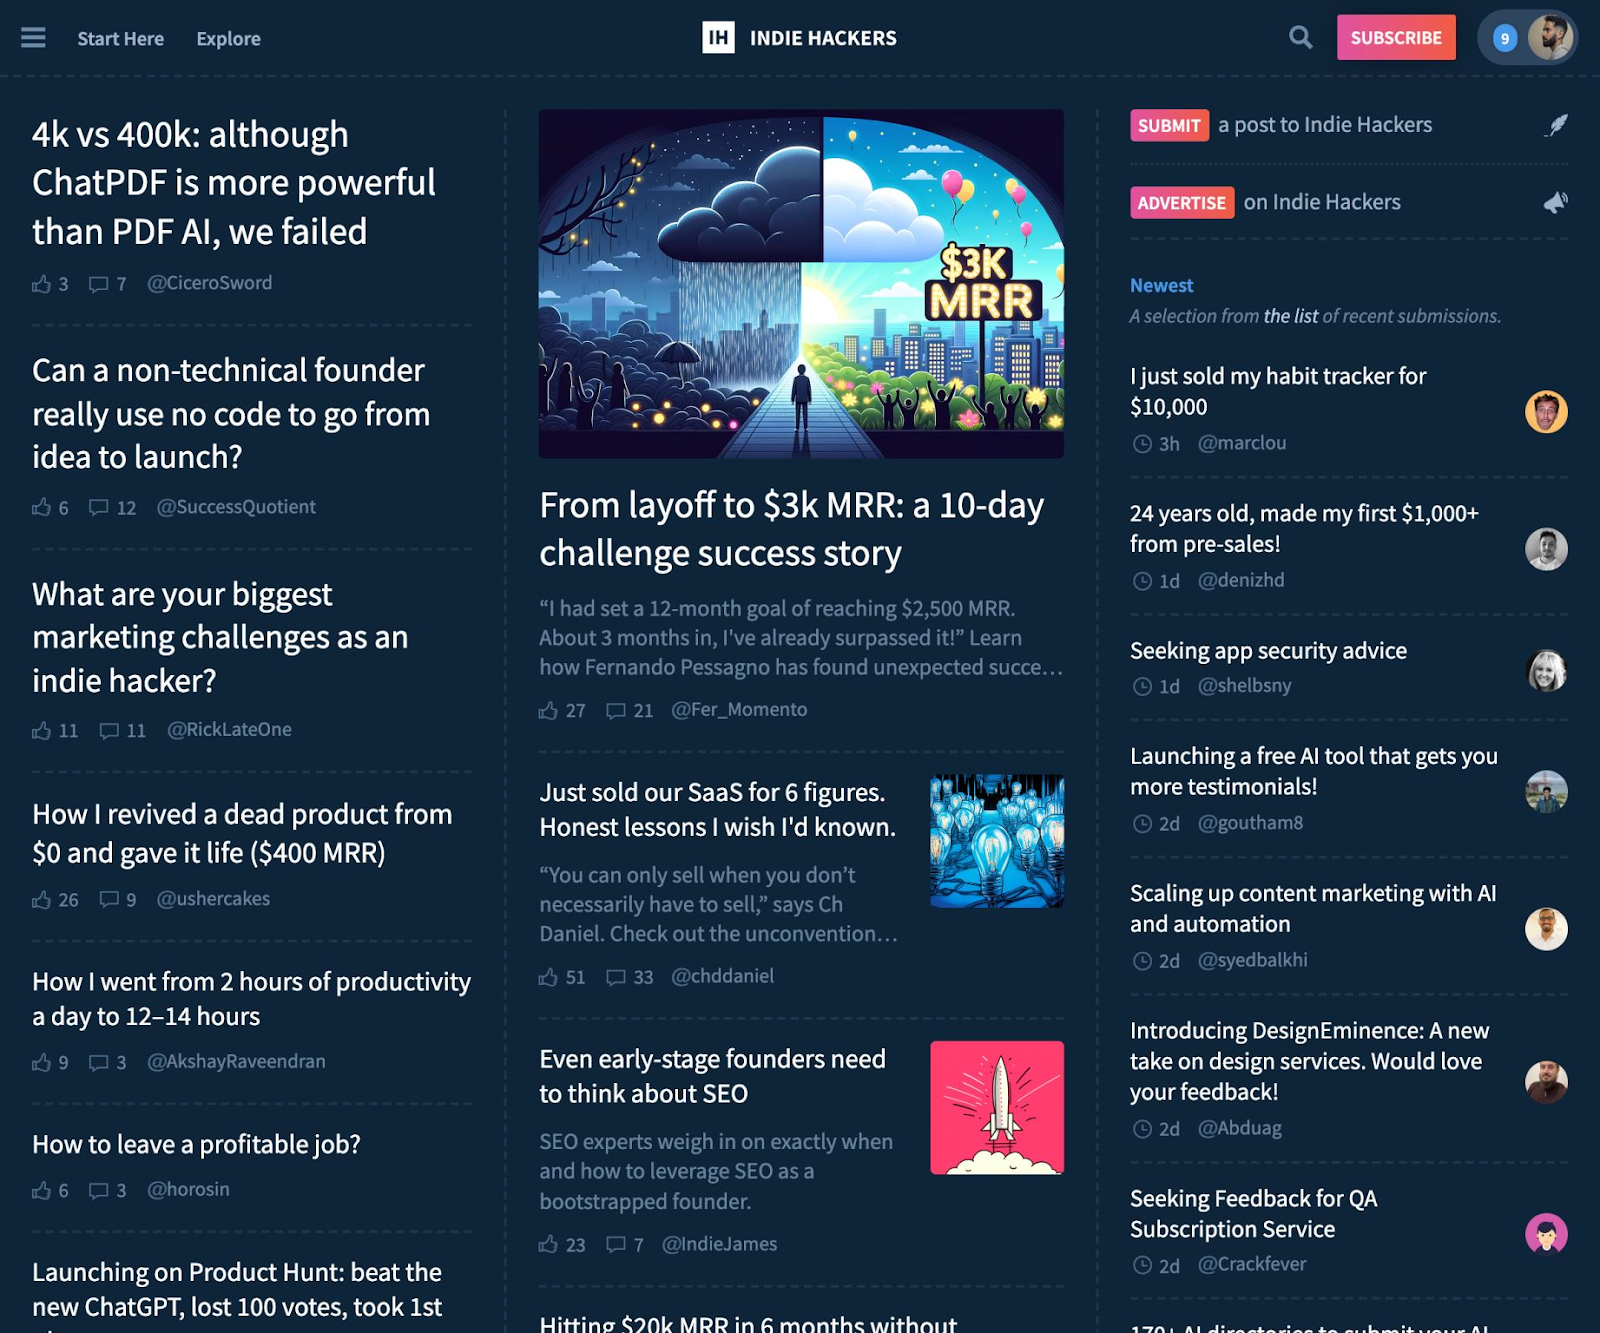 Start Here
Explore
IH
INDIE HACKERS
SUBSCRIBE
9
4k vs 400k: although
ChatPDF is more powerful
than PDF AI, we failed
3 7 @CiceroSword
Can a non-technical founder
really use no code to go from
idea to launch?
6 12 @SuccessQuotient
What are your biggest
marketing challenges as an
indie hacker?
11 11 @RickLateOne
How I revived a dead product from
$0 and gave it life ($400 MRR)
26 9 @ushercakes
How I went from 2 hours of productivity
a day to 12–14 hours
9 3 @AkshayRaveendran
How to leave a profitable job?
6 3 @horosin
Launching on Product Hunt: beat the
new ChatGPT, lost 100 votes, took 1st
$3K
MRR
From layoff to $3k MRR: a 10-day
challenge success story
“I had set a 12-month goal of reaching $2,500 MRR.
About 3 months in, I've already surpassed it!” Learn
how Fernando Pessagno has found unexpected succe…
27 21 @Fer_Momento
Just sold our SaaS for 6 figures.
Honest lessons I wish I'd known.
“You can only sell when you don’t
necessarily have to sell,” says Ch
Daniel. Check out the unconvention…
51 33 @chddaniel
Even early-stage founders need
to think about SEO
SEO experts weigh in on exactly when
and how to leverage SEO as a
bootstrapped founder.
23 7 @IndieJames
Hitting $20k MRR in 6 months without
SUBMIT a post to Indie Hackers
ADVERTISE on Indie Hackers
Newest
A selection from the list of recent submissions.
I just sold my habit tracker for
$10,000
3h @marclou
24 years old, made my first $1,000+
from pre-sales!
1d @denizhd
Seeking app security advice
1d @shelbsny
Launching a free AI tool that gets you
more testimonials!
2d @goutham8
Scaling up content marketing with AI
and automation
2d @syedbalkhi
Introducing DesignEminence: A new
take on design services. Would love
your feedback!
2d @Abduag
Seeking Feedback for QA
Subscription Service
2d @Crackfever
170+ AI directories to submit your AI